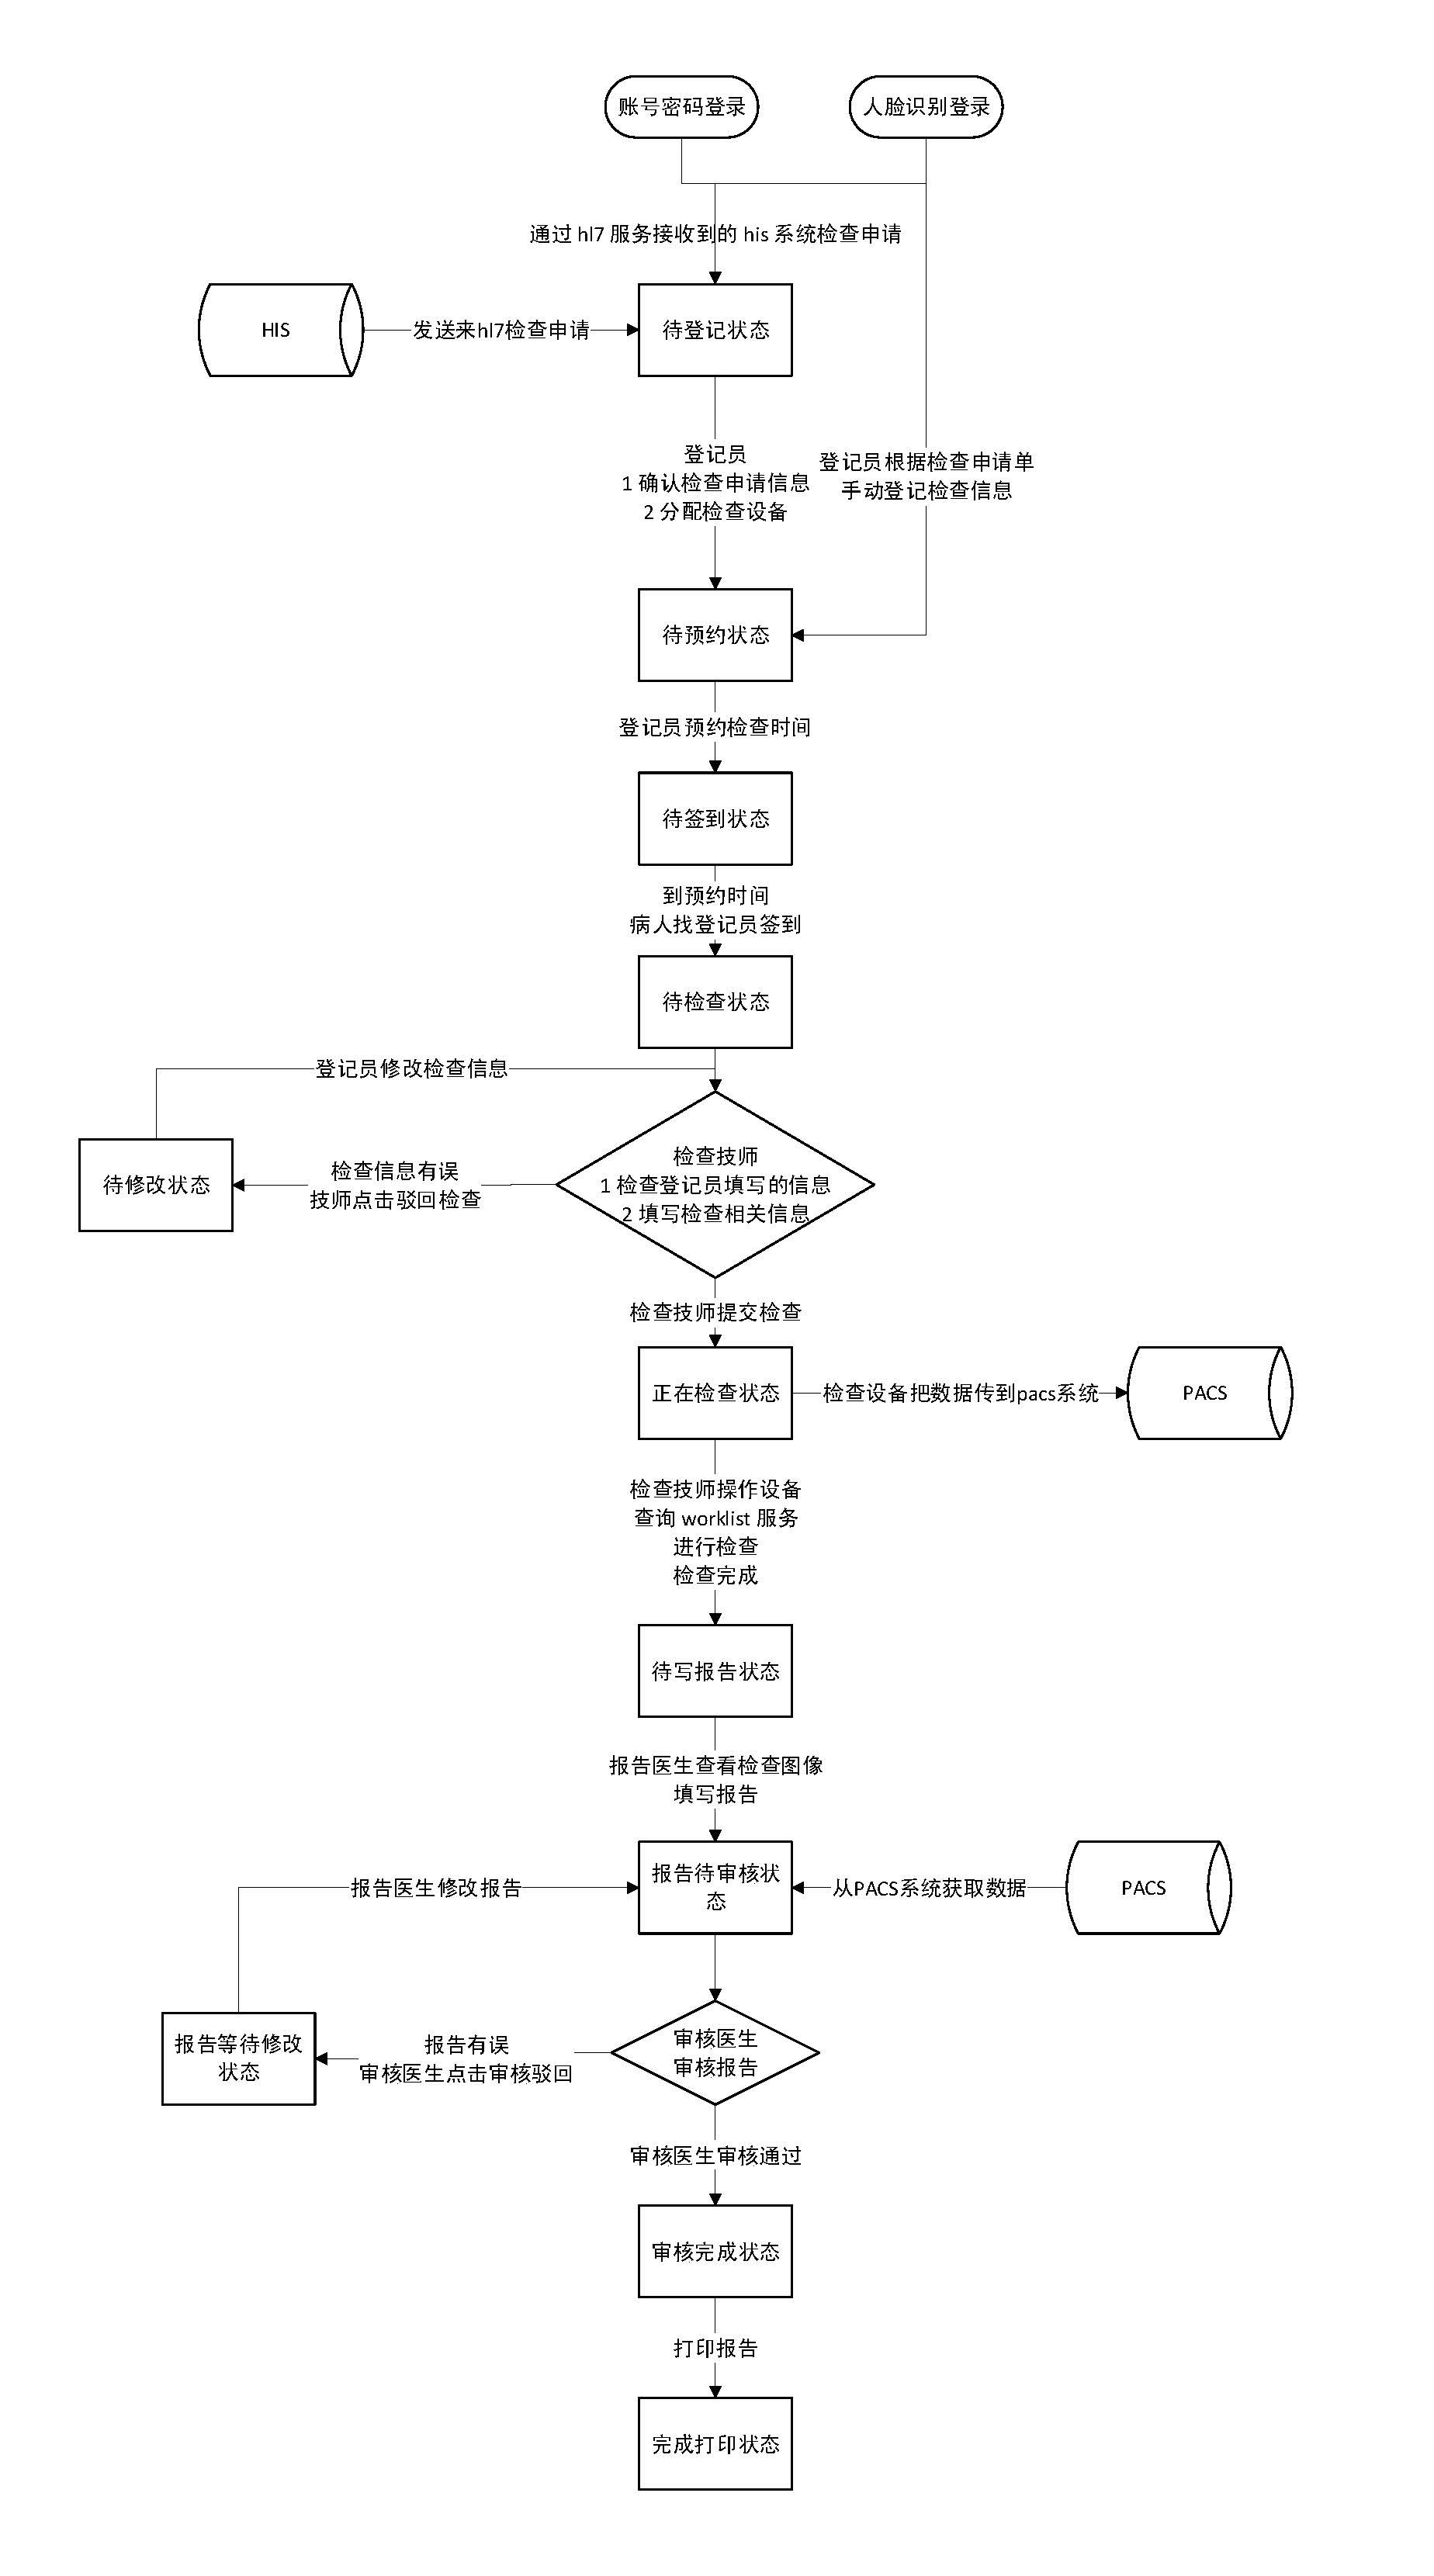 账号密码登录
人脸识别登录
通过 hl7 服务接收到的 his 系统检查申请
HIS
发送来hl7检查申请
待登记状态
登记员
1 确认检查申请信息
2 分配检查设备
登记员根据检查申请单
手动登记检查信息
待预约状态
登记员预约检查时间
待签到状态
到预约时间
病人找登记员签到
待检查状态
登记员修改检查信息
待修改状态
检查信息有误
技师点击驳回检查
检查技师
1 检查登记员填写的信息
2 填写检查相关信息
检查技师提交检查
正在检查状态
检查设备把数据传到pacs系统
PACS
检查技师操作设备
查询 worklist 服务
进行检查
检查完成
待写报告状态
报告医生查看检查图像
填写报告
报告医生修改报告
报告待审核状
态
从PACS系统获取数据
PACS
报告等待修改
状态
报告有误
审核医生点击审核驳回
审核医生
审核报告
审核医生审核通过
审核完成状态
打印报告
完成打印状态